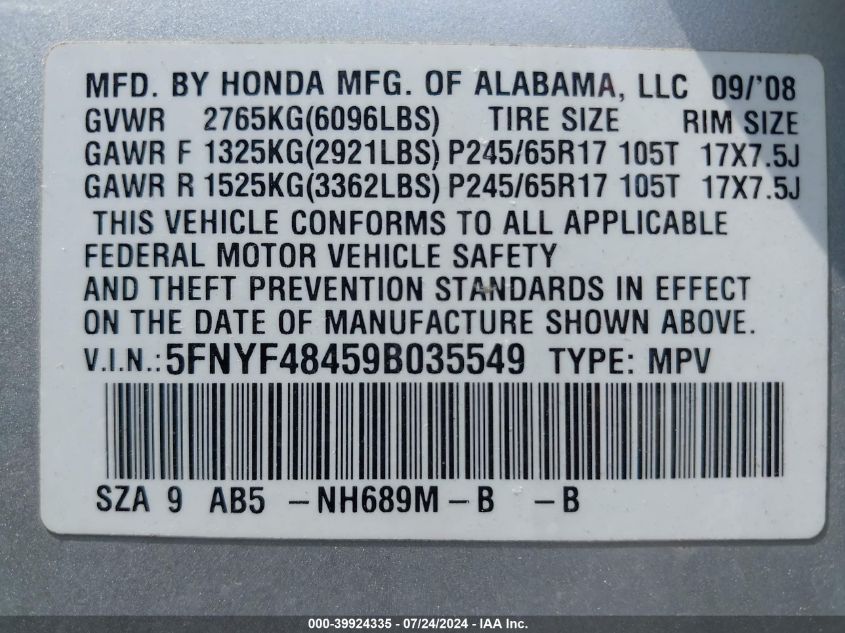 MFD. BY HONDA MFG. OF ALABAMA, LLC 09/'08
GVWR 2765KG(6096LBS) TIRE SIZE RIM SIZE
GAWR F 1325KG(2921LBS) P245/65R17 105T 17X7.5J
GAWR R 1525KG(3362LBS) P245/65R17 105T 17X7.5J
THIS VEHICLE CONFORMS TO ALL APPLICABLE
FEDERAL MOTOR VEHICLE SAFETY
AND THEFT PREVENTION STANDARDS IN EFFECT
ON THE DATE OF MANUFACTURE SHOWN ABOVE.
V.I.N.: 5FNYF48459B035549 TYPE: MPV
SZA 9 AB5 -NH689M-B -B
000-39924335 - 07/24/2024 - IAA Inc.